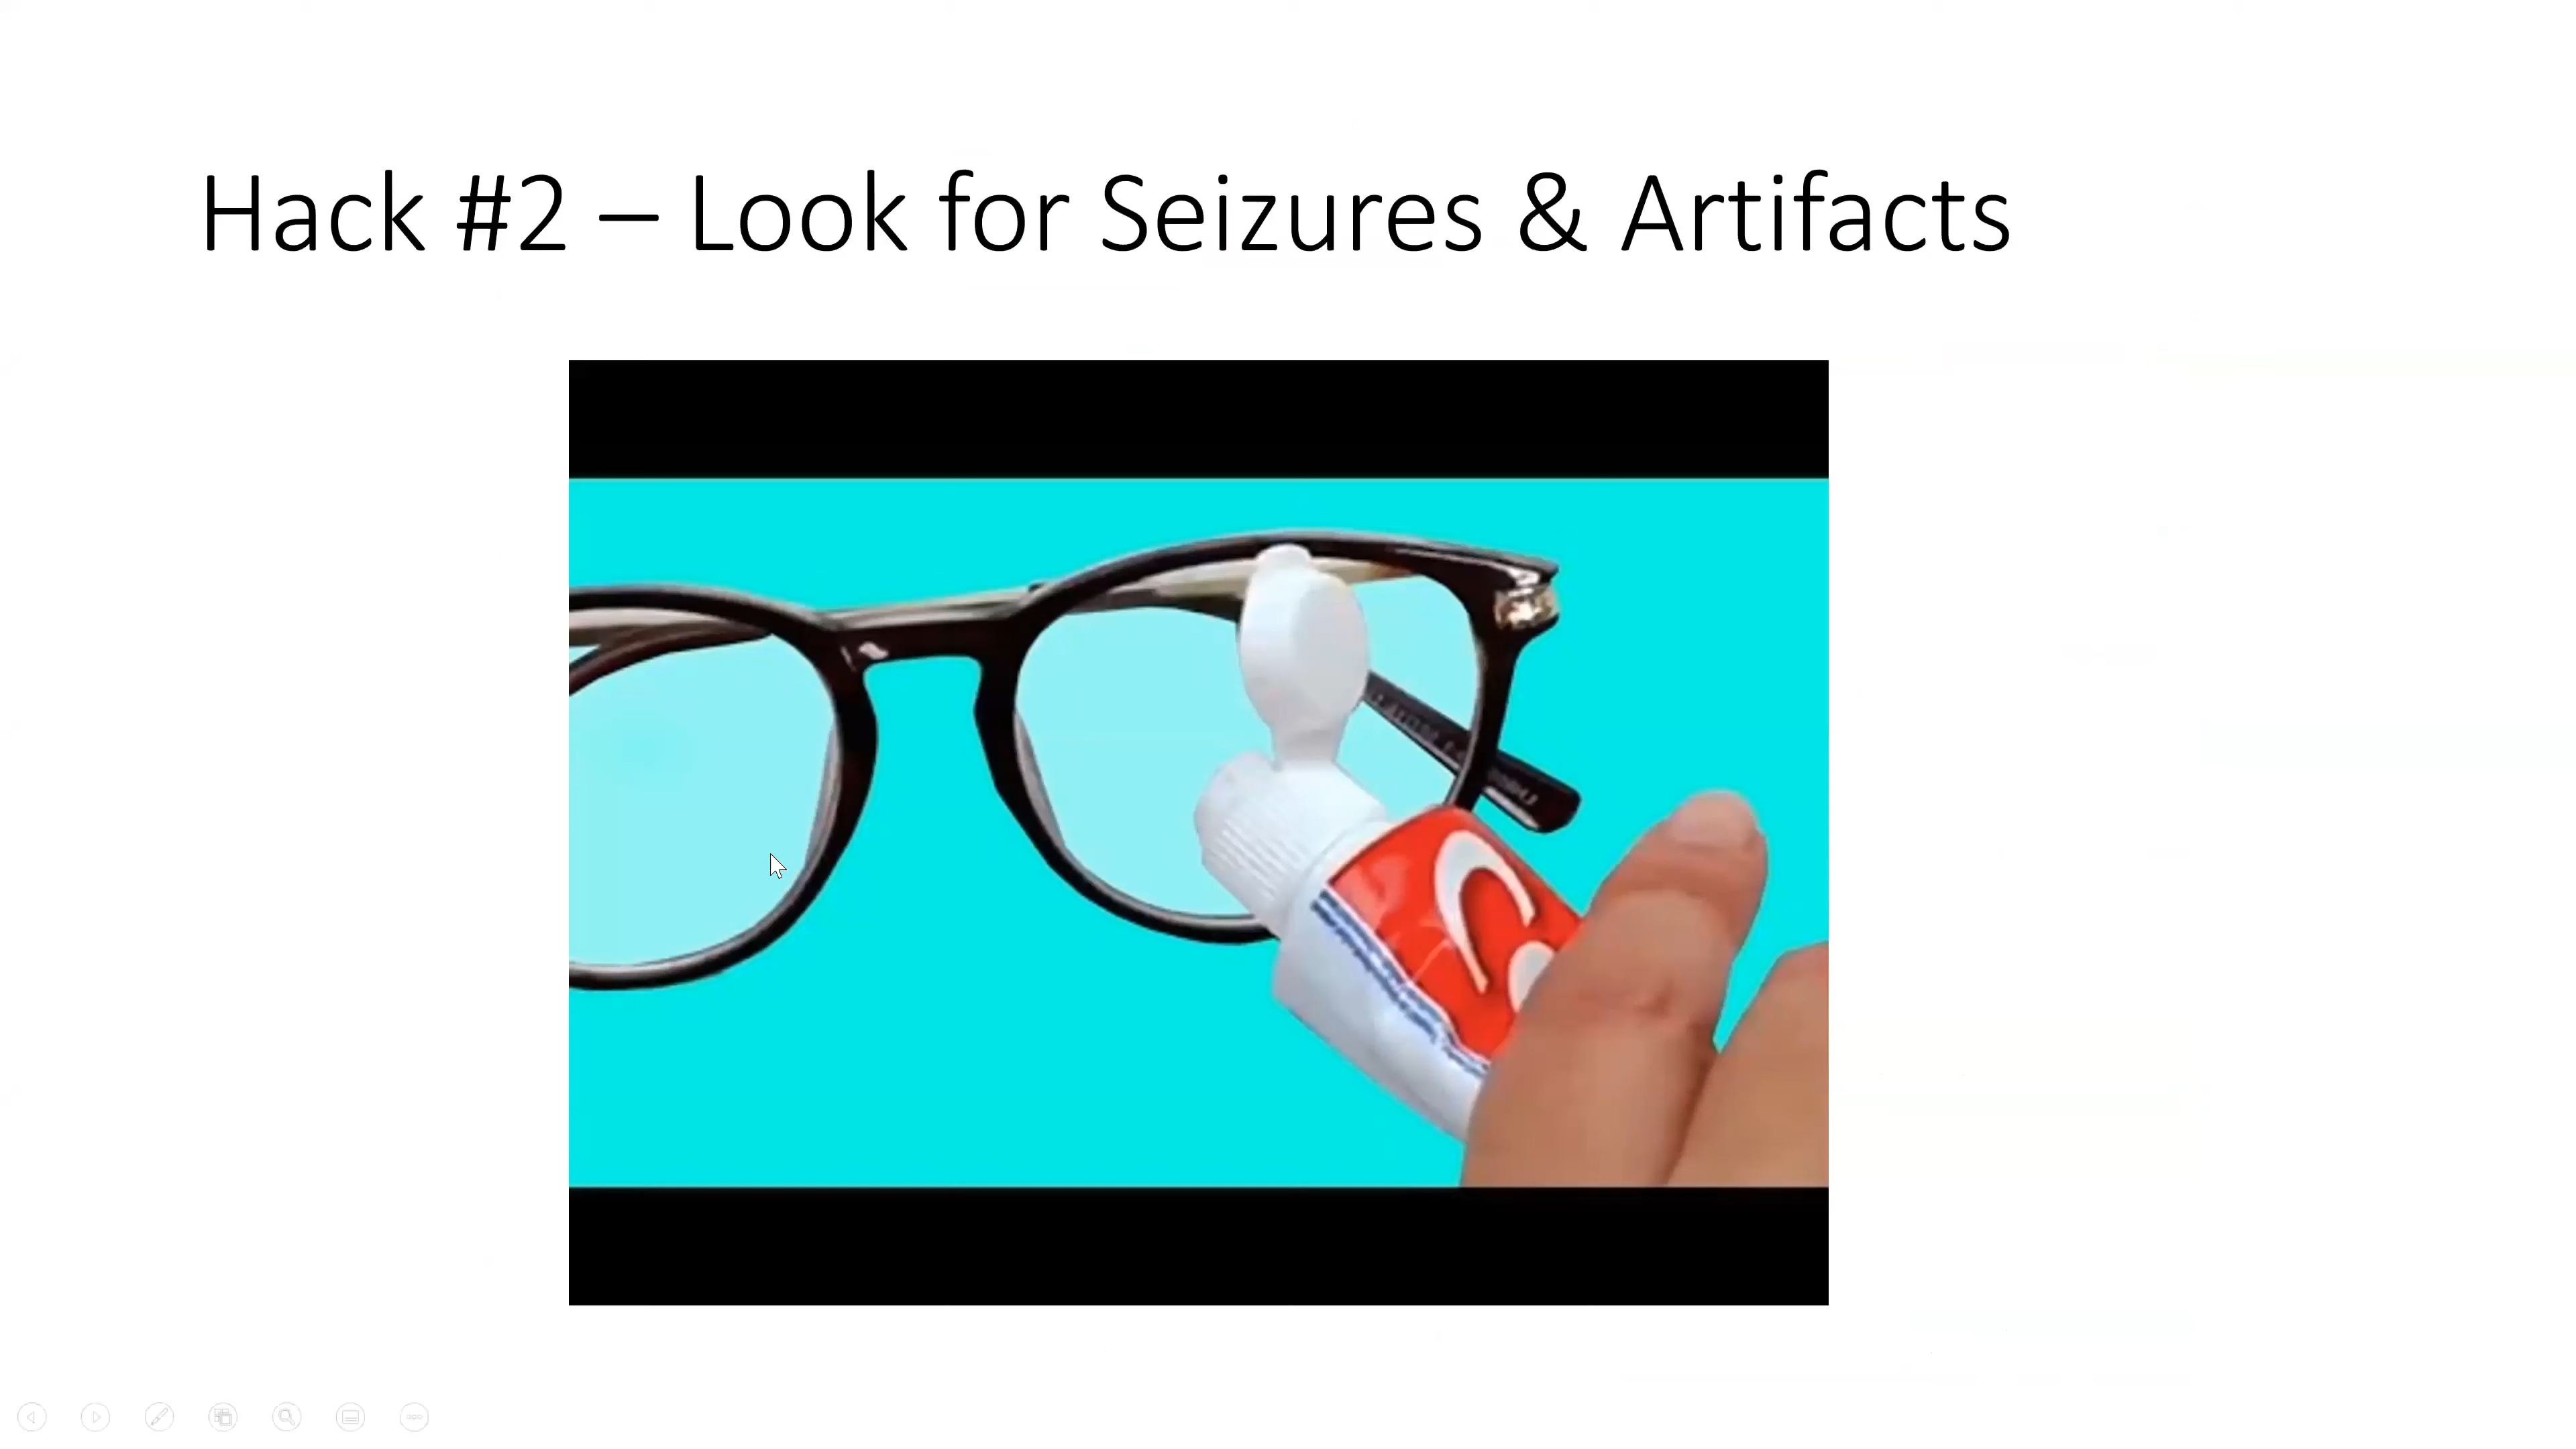 Hack #2 – Look for Seizures & Artifacts